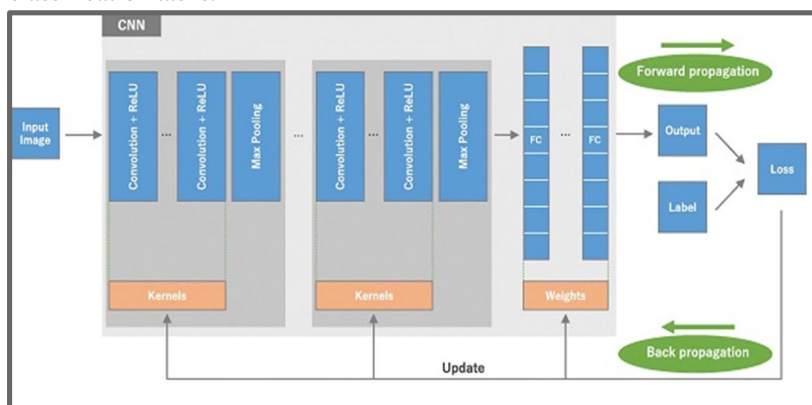 CNN
Forward propagation
Input
Image
Convolution + ReLU
...
Convolution + ReLU
Max Pooling
...
Convolution + ReLU
...
Convolution + ReLU
Max Pooling
FC
...
FC
Output
Label
Loss
Kernels
Kernels
Weights
Back propagation
Update